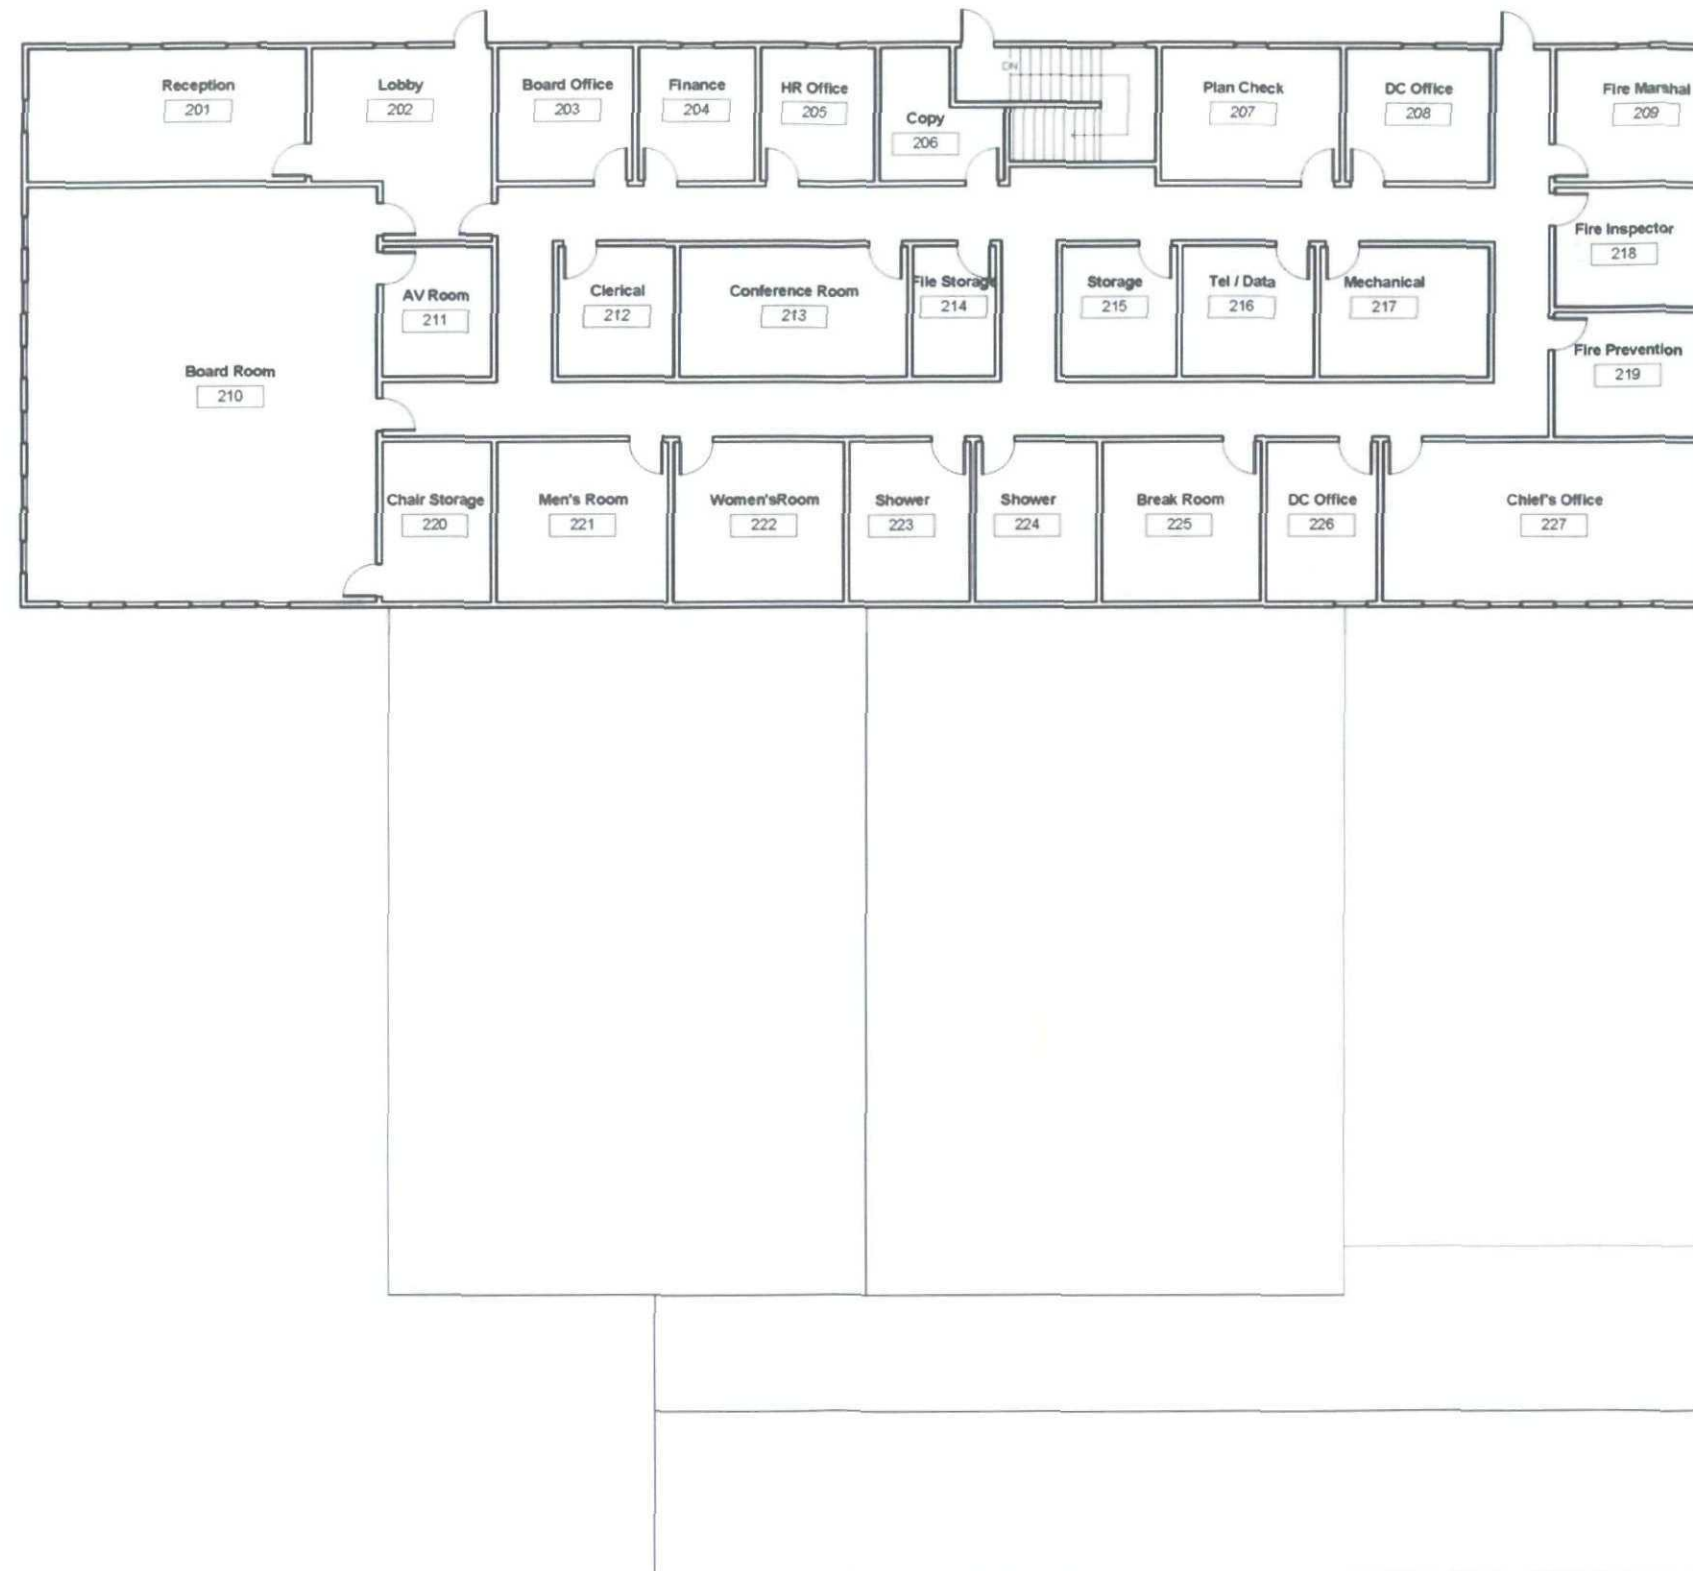 Reception
201
Lobby
202
Board Office
203
Finance
204
HR Office
205
Copy
206
DN
Plan Check
207
DC Office
208
Fire Marshal
209
Board Room
210
AV Room
211
Clerical
212
Conference Room
213
File Storage
214
Storage
215
Tel / Data
216
Mechanical
217
Fire Inspector
218
Fire Prevention
219
Chair Storage
220
Men's Room
221
Women'sRoom
222
Shower
223
Shower
224
Break Room
225
DC Office
226
Chief's Office
227